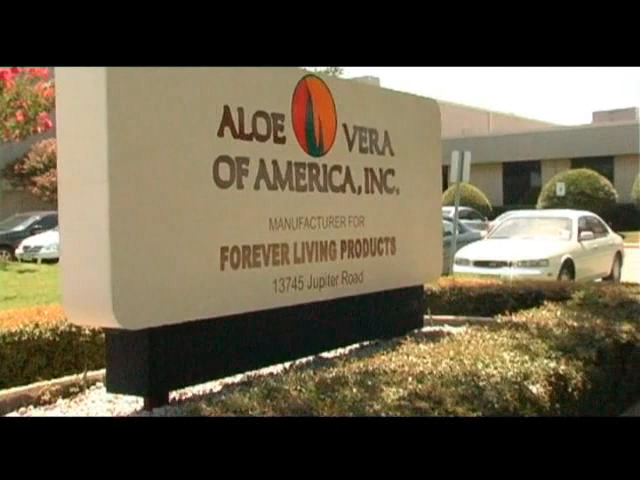 ALOE VERA
OF AMERICA, INC.
MANUFACTURER FOR
FOREVER LIVING PRODUCTS
13745 Jupiter Road